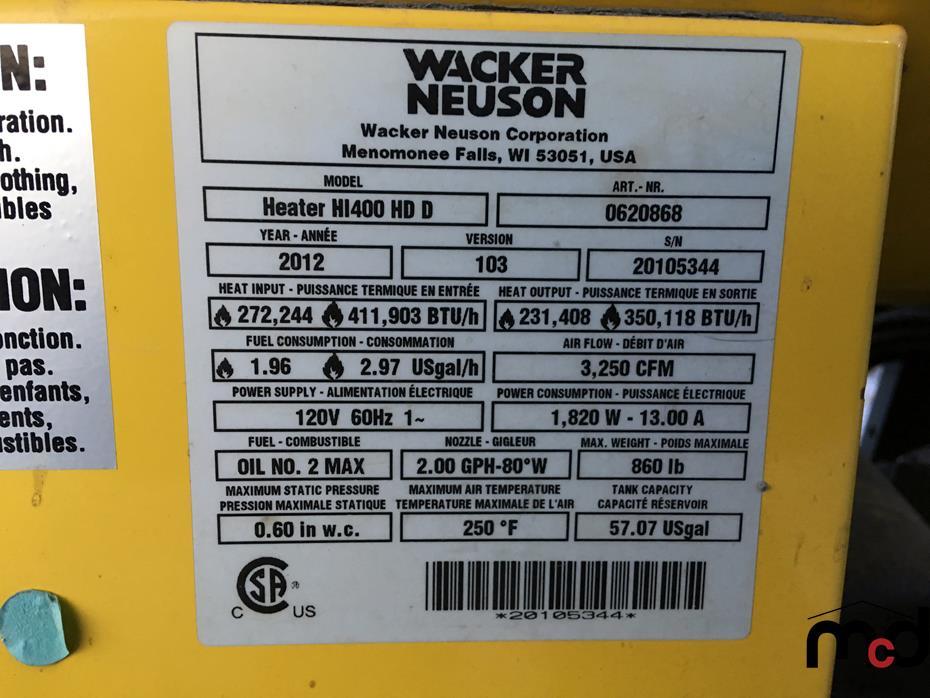 N:
ration.
h.
othing,
ibles
ION:
onction.
pas.
enfants,
ents,
stibles.
WACKER
NEUSON
Wacker Neuson Corporation
Menomonee Falls, WI 53051, USA
MODEL
Heater HI400 HD D
ART.- NR.
0620868
YEAR - ANNÉE
2012
VERSION
103
S/N
20105344
HEAT INPUT - PUISSANCE TERMIQUE EN ENTRÉE
272,244 411,903 BTU/h
HEAT OUTPUT - PUISSANCE TERMIQUE EN SORTIE
231,408 350,118 BTU/h
FUEL CONSUMPTION - CONSOMMATION
1.96 2.97 USgal/h
AIR FLOW - DÉBIT D'AIR
3,250 CFM
POWER SUPPLY - ALIMENTATION ÉLECTRIQUE
120V 60Hz 1~
POWER CONSUMPTION - PUISSANCE ÉLECTRIQUE
1,820 W - 13.00 A
FUEL - COMBUSTIBLE
OIL NO. 2 MAX
NOZZLE - GIGLEUR
2.00 GPH-80°W
MAX. WEIGHT - POIDS MAXIMALE
860 lb
MAXIMUM STATIC PRESSURE
PRESSION MAXIMALE STATIQUE
0.60 in w.c.
MAXIMUM AIR TEMPERATURE
TEMPERATURE MAXIMALE DE L'AIR
250 °F
TANK CAPACITY
CAPACITÉ RÉSERVOIR
57.07 USgal
CSA
C US
*20105344*
mcd